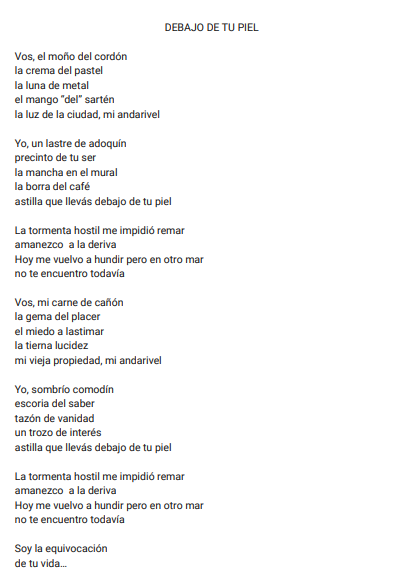 DEBAJO DE TU PIEL
Vos, el moño del cordón
la crema del pastel
la luna de metal
el mango “del” sartén
la luz de la ciudad, mi andarivel
Yo, un lastre de adoquín
precinto de tu ser
la mancha en el mural
la borra del café
astilla que llevás debajo de tu piel
La tormenta hostil me impidió remar
amanezco  a la deriva
Hoy me vuelvo a hundir pero en otro mar
no te encuentro todavía
Vos, mi carne de cañón
la gema del placer
el miedo a lastimar
la tierna lucidez
mi vieja propiedad, mi andarivel
Yo, sombrío comodín
escoria del saber
tazón de vanidad
un trozo de interés
astilla que llevás debajo de tu piel
La tormenta hostil me impidió remar
amanezco  a la deriva
Hoy me vuelvo a hundir pero en otro mar
no te encuentro todavía
Soy la equivocación
de tu vida…